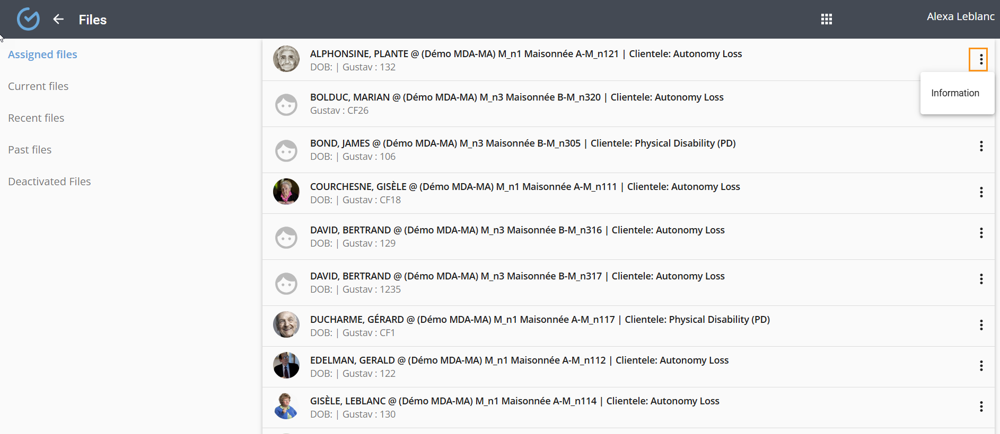 Files
Alexa Leblanc
Assigned files
Current files
Recent files
Past files
Deactivated Files
ALPHONSINE, PLANTE @ (Démo MDA-MA) M_n1 Maisonnée A-M_n121 | Clientele: Autonomy Loss
DOB: | Gustav : 132
Information
BOLDUC, MARIAN @ (Démo MDA-MA) M_n3 Maisonnée B-M_n320 | Clientele: Autonomy Loss
Gustav : CF26
BOND, JAMES @ (Démo MDA-MA) M_n3 Maisonnée B-M_n305 | Clientele: Physical Disability (PD)
DOB: | Gustav : 106
COURCHESNE, GISÈLE @ (Démo MDA-MA) M_n1 Maisonnée A-M_n111 | Clientele: Autonomy Loss
DOB: | Gustav : CF18
DAVID, BERTRAND @ (Démo MDA-MA) M_n3 Maisonnée B-M_n316 | Clientele: Autonomy Loss
DOB: | Gustav : 129
DAVID, BERTRAND @ (Démo MDA-MA) M_n3 Maisonnée B-M_n317 | Clientele: Autonomy Loss
DOB: | Gustav : 1235
DUCHARME, GÉRARD @ (Démo MDA-MA) M_n1 Maisonnée A-M_n117 | Clientele: Physical Disability (PD)
DOB: | Gustav : CF1
EDELMAN, GERALD @ (Démo MDA-MA) M_n1 Maisonnée A-M_n112 | Clientele: Autonomy Loss
DOB: | Gustav : 122
GISÈLE, LEBLANC @ (Démo MDA-MA) M_n1 Maisonnée A-M_n114 | Clientele: Autonomy Loss
DOB: | Gustav : 130